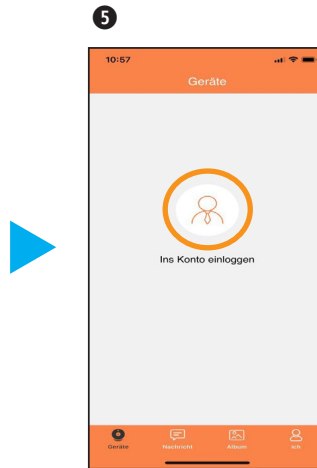 5
10:57
Geräte
Ins Konto einloggen
Geräte Nachricht Album Ich